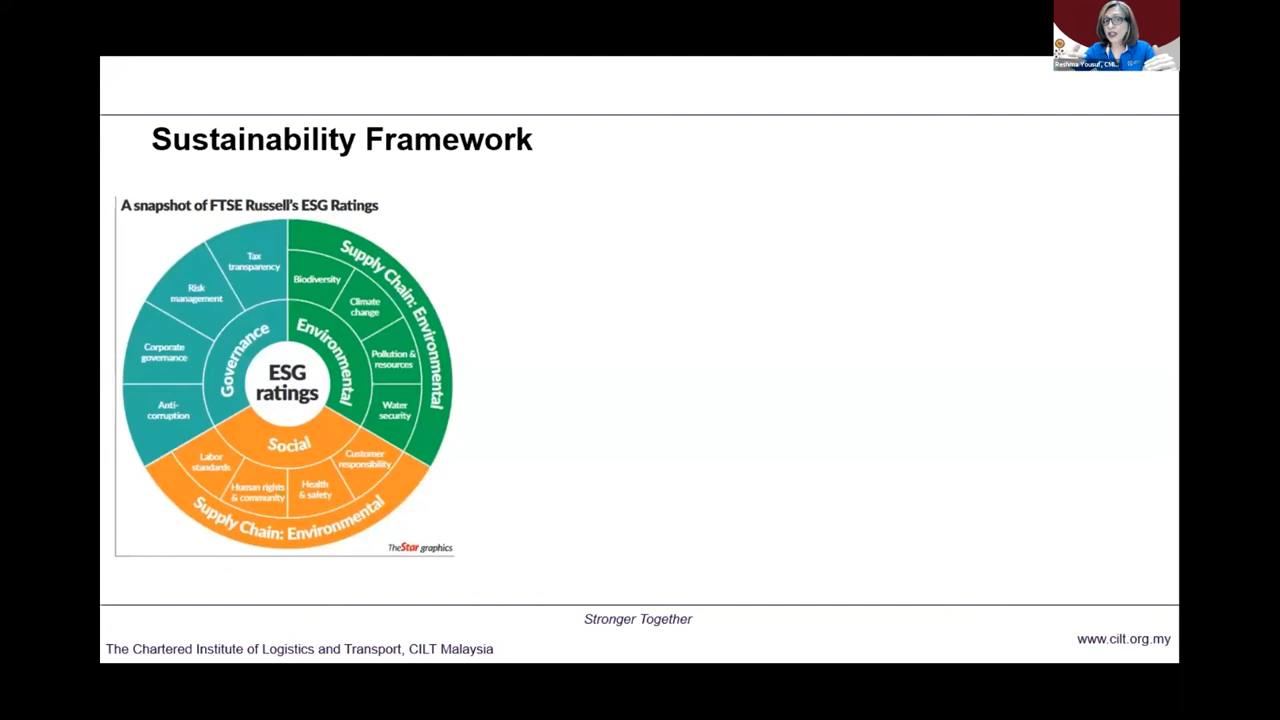 Reshma Yousuf, CMI...
Sustainability Framework
A snapshot of FTSE Russell's ESG Ratings
Tax
transparency
Risk
management
Corporate
governance
Anti-
corruption
Governance
Supply Chain: Environmental
Biodiversity
Climate
change
Pollution &
resources
Water
security
Environmental
ESG
ratings
Social
Labor
standards
Human rights
& community
Health
& safety
Customer
responsibility
Supply Chain: Environmental
TheStar graphics
Stronger Together
The Chartered Institute of Logistics and Transport, CILT Malaysia
www.cilt.org.my